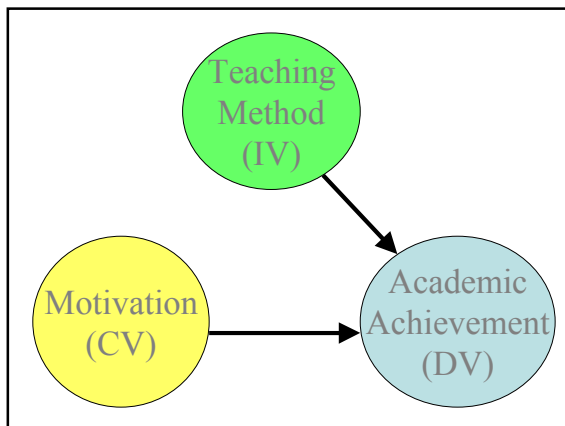 Teaching
Method
(IV)
Motivation
(CV)
Academic
Achievement
(DV)